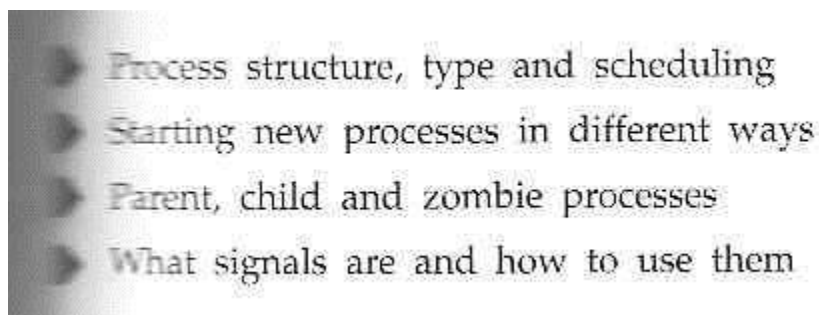 Process structure, type and scheduling
Starting new processes in different ways
Parent, child and zombie processes
What signals are and how to use them